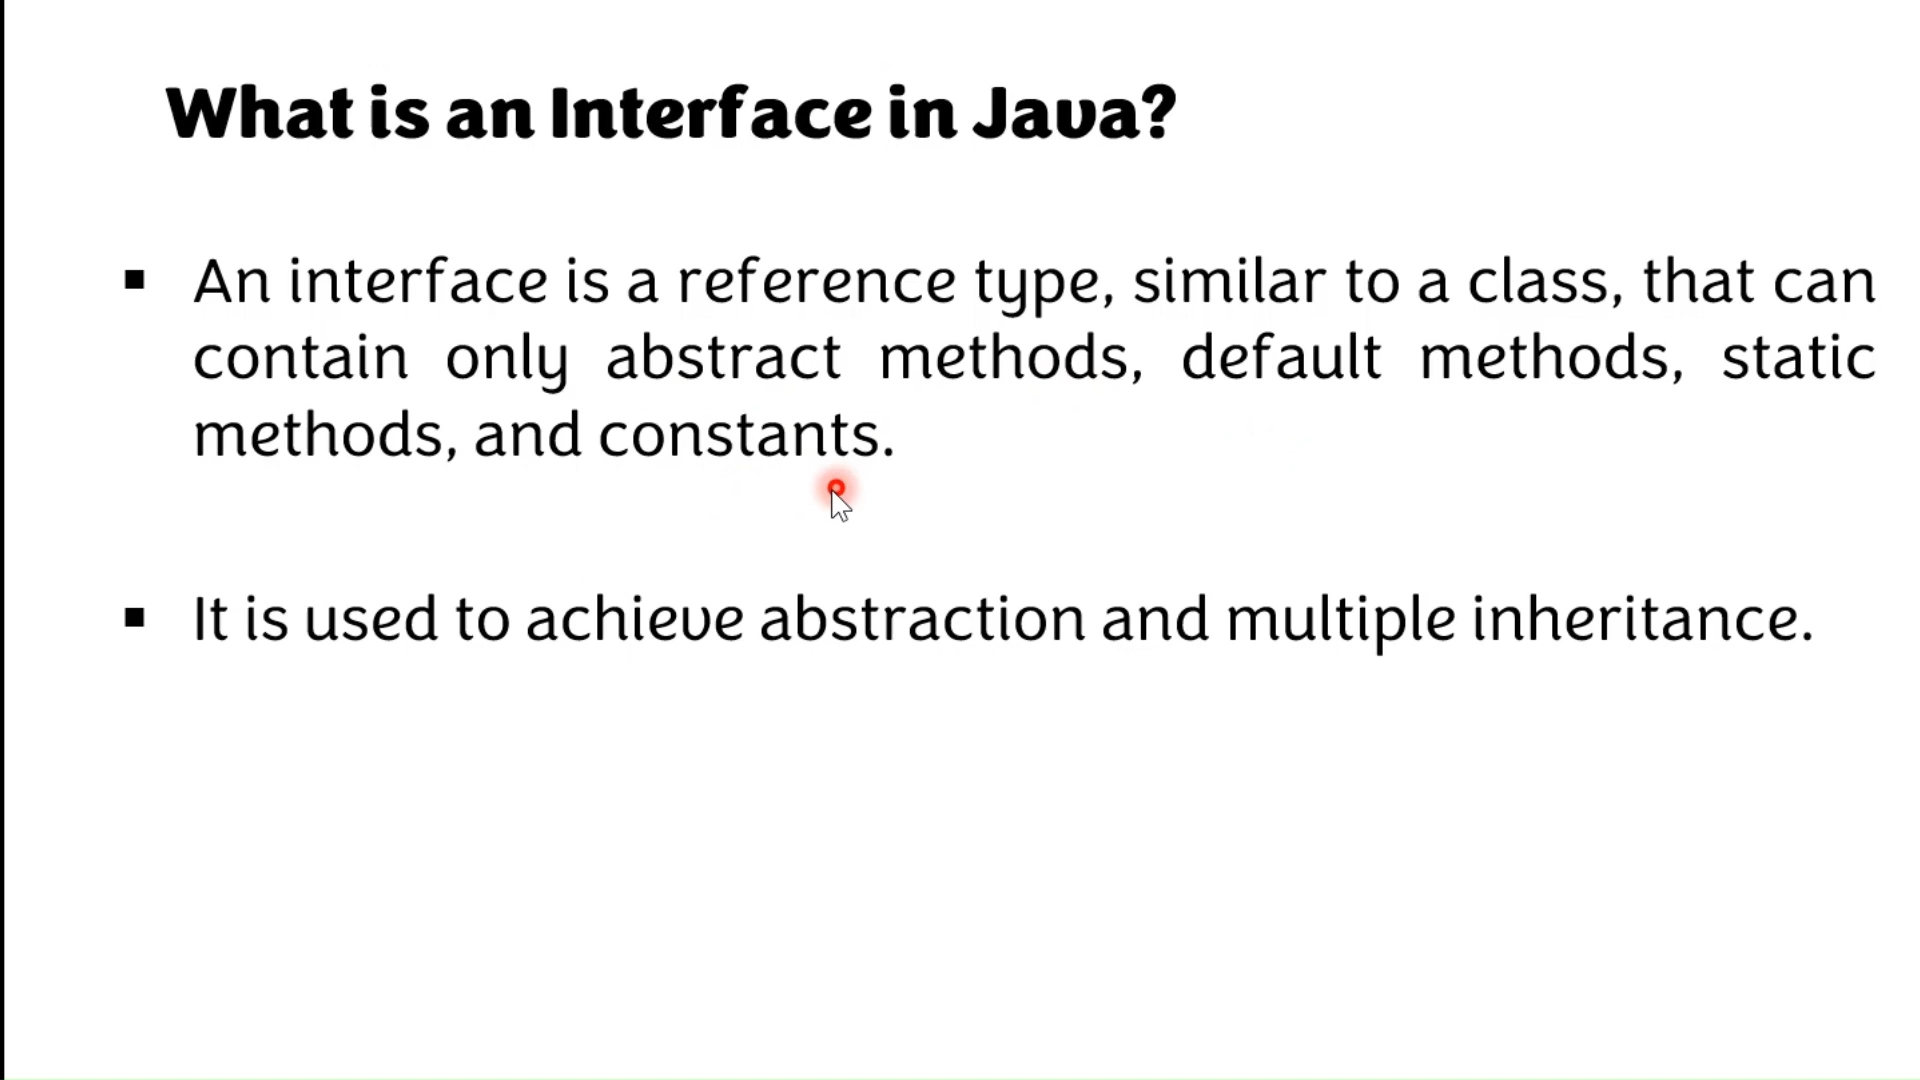 What is an Interface in Java?
▪ An interface is a reference type, similar to a class, that can
contain only abstract methods, default methods, static
methods, and constants.
▪ It is used to achieve abstraction and multiple inheritance.